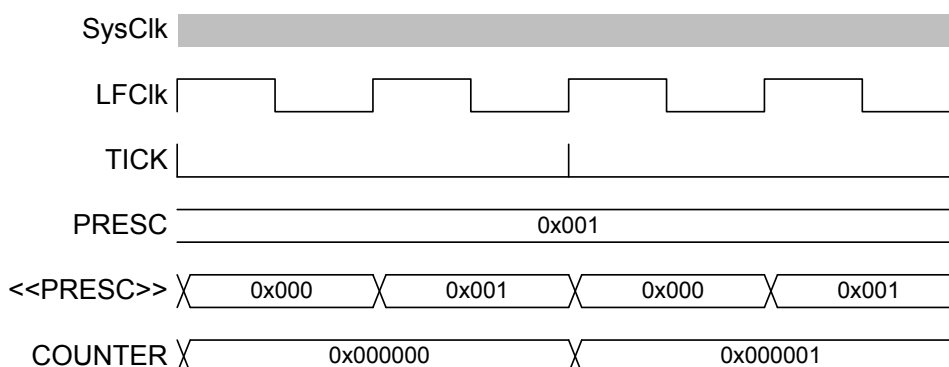 SysClk
LFClk
TICK
PRESC 0x001
<<PRESC>> 0x000 0x001 0x000 0x001
COUNTER 0x000000 0x000001